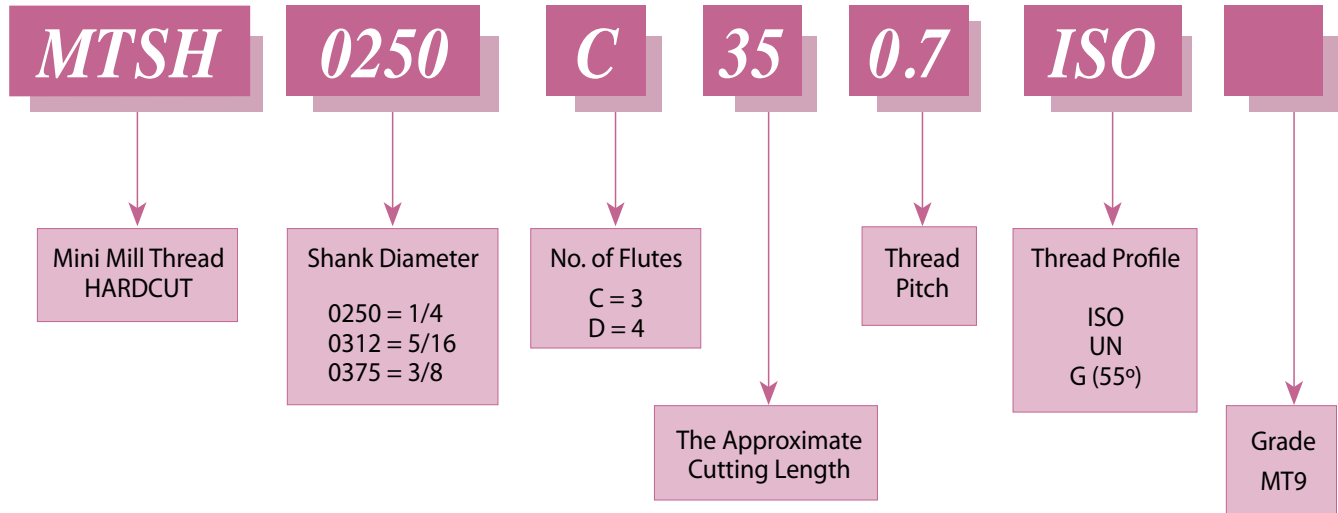 MTSH 0250 C 35 0.7 ISO
Mini Mill Thread
HARDCUT
Shank Diameter
0250 = 1/4
0312 = 5/16
0375 = 3/8
No. of Flutes
C = 3
D = 4
The Approximate
Cutting Length
Thread
Pitch
Thread Profile
ISO
UN
G (55º)
Grade
MT9